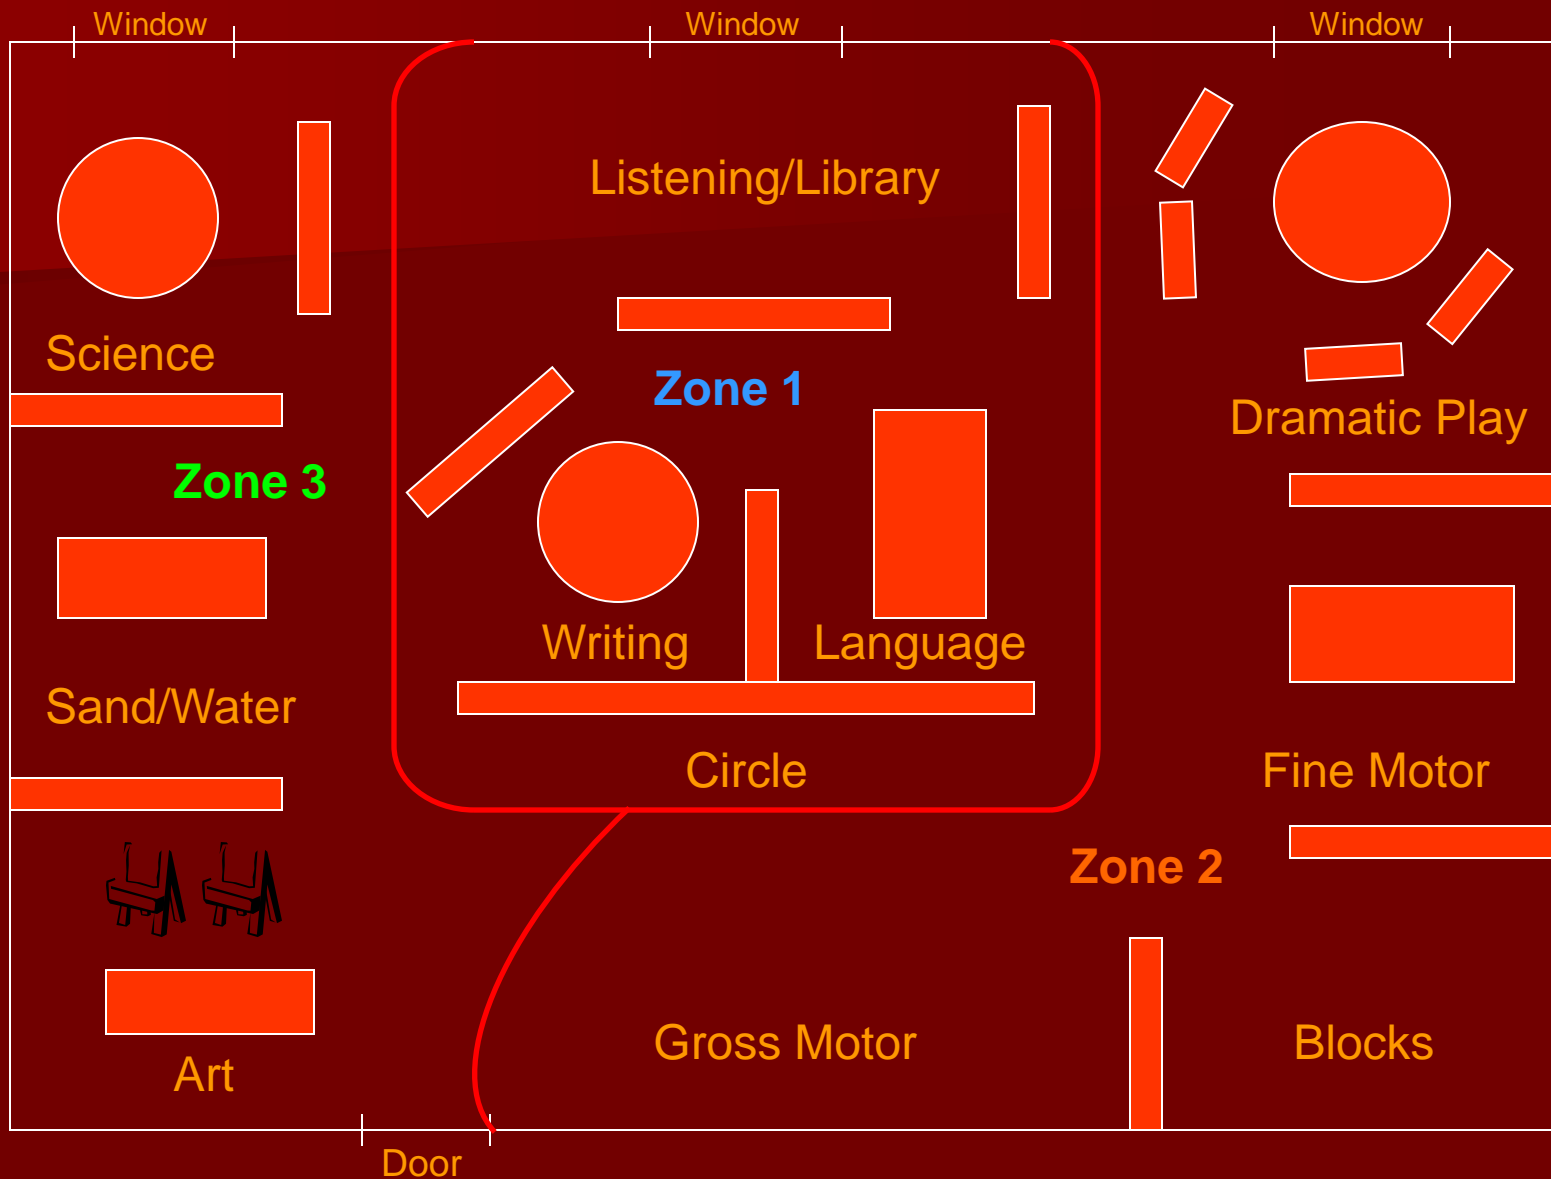 Window
Window
Window
Listening/Library
Science
Zone 1
Dramatic Play
Zone 3
Writing
Language
Sand/Water
Circle
Fine Motor
Zone 2
Gross Motor
Blocks
Art
Door